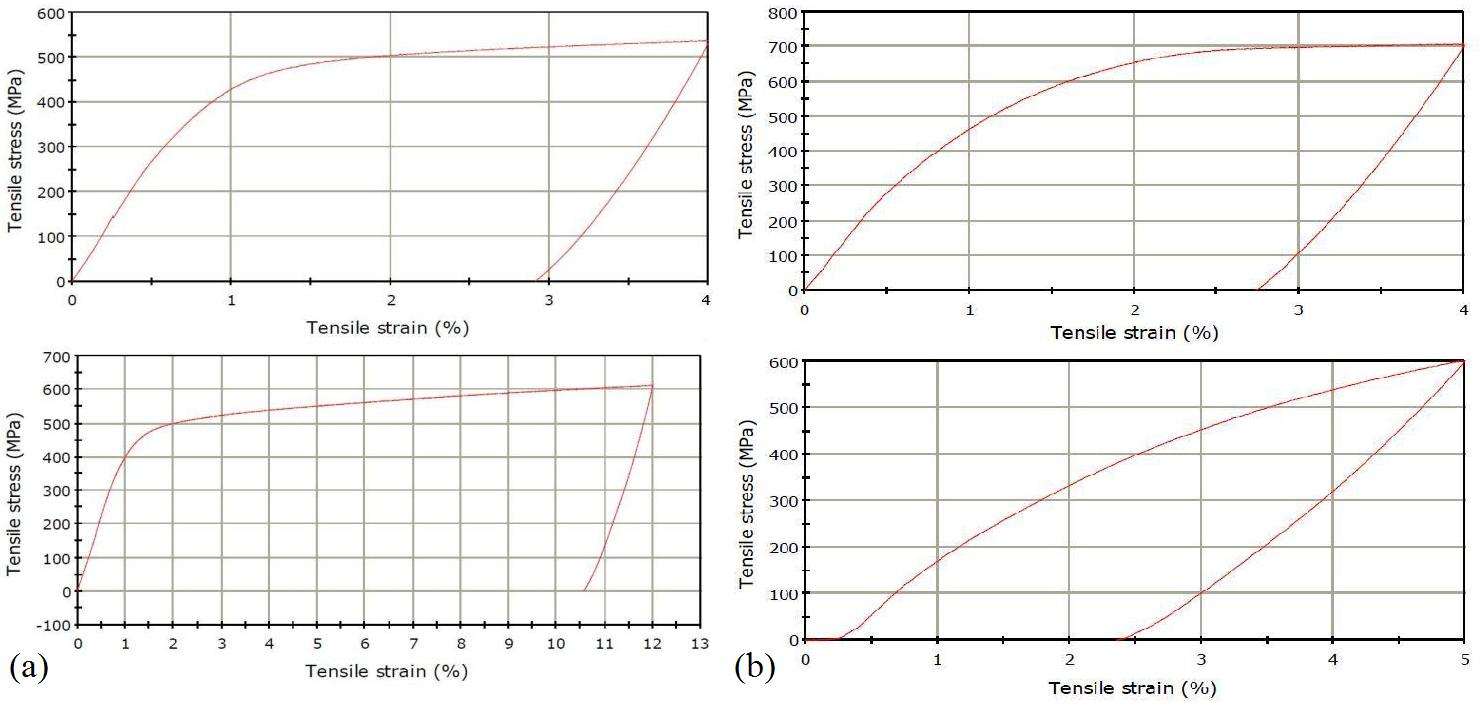 600
500
400
300
200
100
0
Tensile stress (MPa)
0 1 2 3 4
Tensile strain (%)
800
700
600
500
400
300
200
100
0
Tensile stress (MPa)
0 1 2 3 4
Tensile strain (%)
700
600
500
400
300
200
100
0
-100
Tensile stress (MPa)
0 1 2 3 4 5 6 7 8 9 10 11 12 13
Tensile strain (%)
(a)
600
500
400
300
200
100
0
Tensile stress (MPa)
0 1 2 3 4 5
Tensile strain (%)
(b)